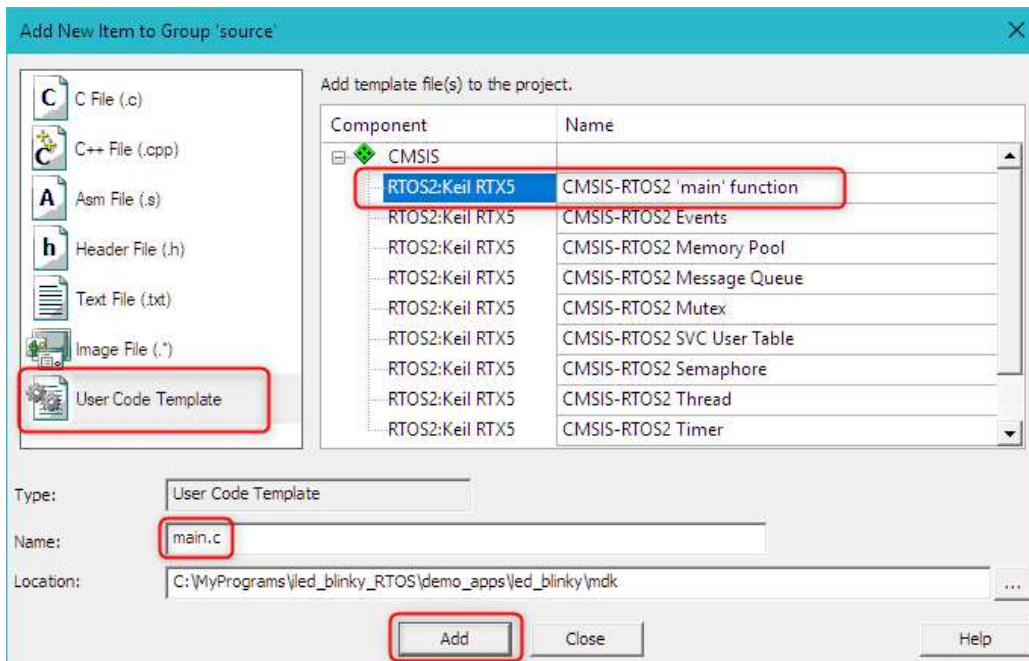 Add New Item to Group 'source'
C File (.c)
C++ File (.cpp)
Asm File (.s)
Header File (.h)
Text File (.txt)
Image File (.*)
User Code Template
Add template file(s) to the project.
Component Name
CMSIS
RTOS2:Keil RTX5 CMSIS-RTOS2 'main' function
RTOS2:Keil RTX5 CMSIS-RTOS2 Events
RTOS2:Keil RTX5 CMSIS-RTOS2 Memory Pool
RTOS2:Keil RTX5 CMSIS-RTOS2 Message Queue
RTOS2:Keil RTX5 CMSIS-RTOS2 Mutex
RTOS2:Keil RTX5 CMSIS-RTOS2 SVC User Table
RTOS2:Keil RTX5 CMSIS-RTOS2 Semaphore
RTOS2:Keil RTX5 CMSIS-RTOS2 Thread
RTOS2:Keil RTX5 CMSIS-RTOS2 Timer
Type: User Code Template
Name: main.c
Location: C:\MyPrograms\iled_blinky_RTOS\demo_apps\led_blinky\mdk ...
Add Close Help